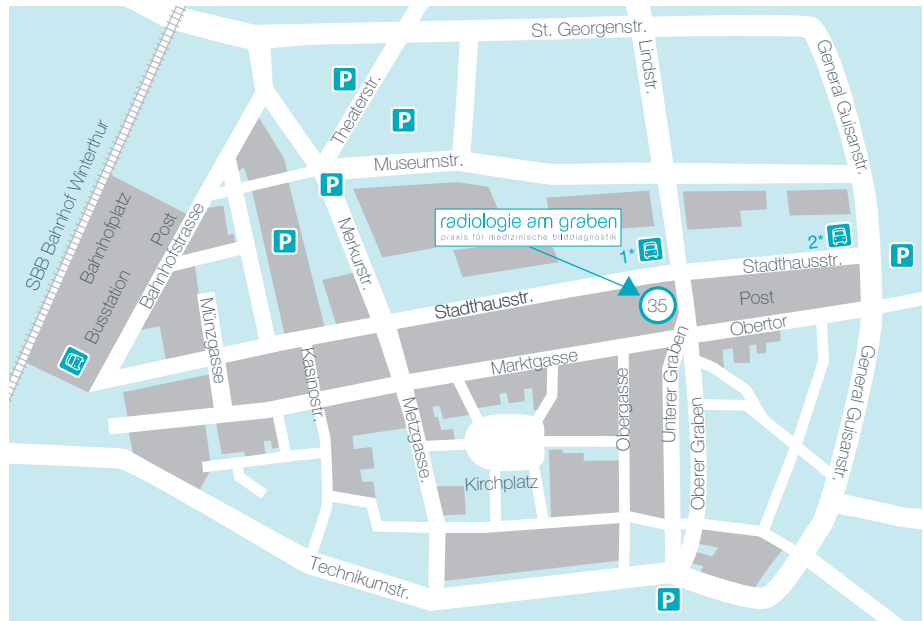 St. Georgenstr.
Lindstr.
General Guisanstr.
P
Theaterstr.
P
P
SBB Bahnhof Winterthur
Museumstr.
P
Bahnhofplatz
Post
Busstation
Bahnhofstrasse
P
Merkurstr.
radiologie am graben
praxis für medizinische bilddiagnostik
1*
2*
Stadthausstr.
P
Stadthausstr.
35
Post
Münzgasse
Obertor
Kasinostr.
Marktgasse
Metzgasse.
Obergasse
Unterer Graben
Oberer Graben
General Guisanstr.
Kirchplatz
Technikumstr.
P